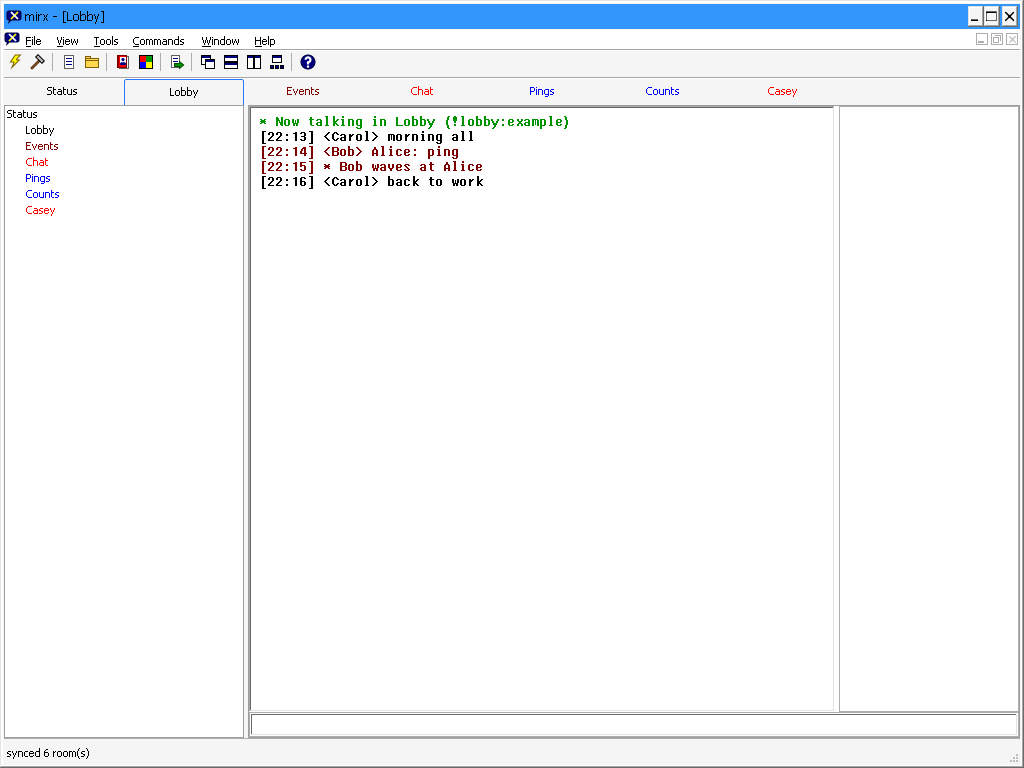 mirx - [Lobby]
File View Tools Commands Window Help
Status Lobby Events Chat Pings Counts Casey
Status
Lobby
Events
Chat
Pings
Counts
Casey
* Now talking in Lobby (!lobby:example)
[22:13] <Carol> morning all
[22:14] <Bob> Alice: ping
[22:15] * Bob waves at Alice
[22:16] <Carol> back to work
synced 6 room(s)